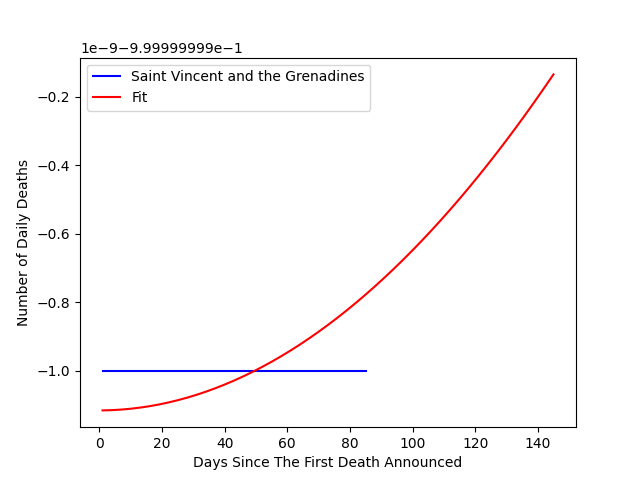 1e−9−9.99999999e−1
Saint Vincent and the Grenadines
Fit
−0.2
−0.4
−0.6
−0.8
−1.0
Number of Daily Deaths
0 20 40 60 80 100 120 140
Days Since The First Death Announced